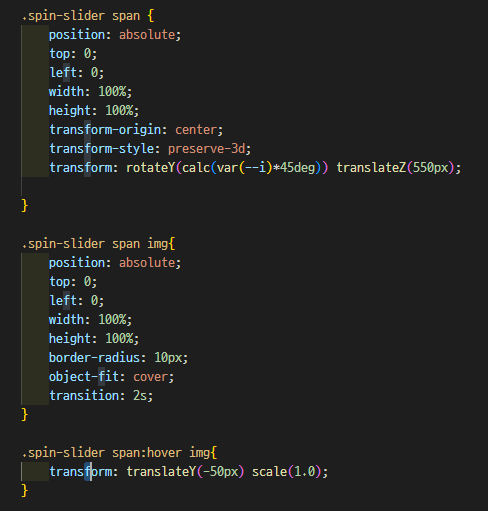 .spin-slider span {
position: absolute;
top: 0;
left: 0;
width: 100%;
height: 100%;
transform-origin: center;
transform-style: preserve-3d;
transform: rotateY(calc(var(--i)*45deg)) translateZ(550px);
}
.spin-slider span img{
position: absolute;
top: 0;
left: 0;
width: 100%;
height: 100%;
border-radius: 10px;
object-fit: cover;
transition: 2s;
}
.spin-slider span:hover img{
transform: translateY(-50px) scale(1.0);
}